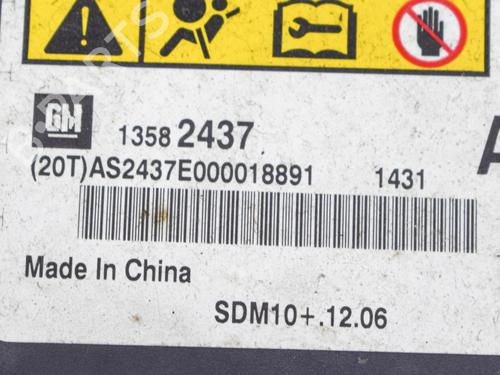 GM
1358 2437
(20T)AS2437E000018891 1431
Made In China
SDM10+.12.06